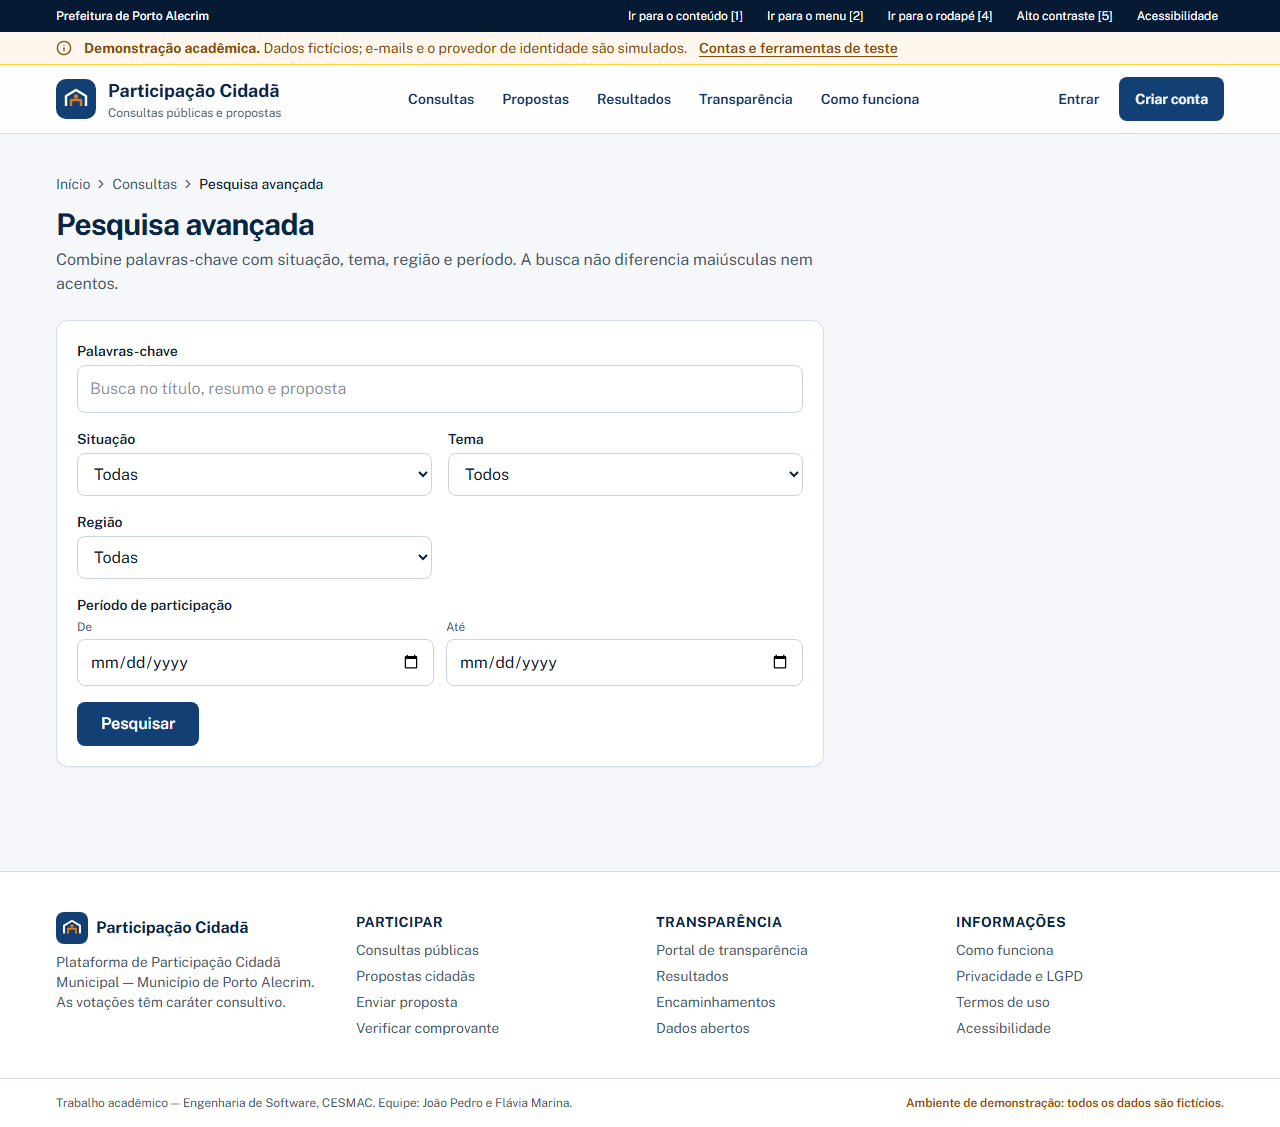 Prefeitura de Porto Alecrim
Ir para o conteúdo [1] Ir para o menu [2] Ir para o rodapé [4] Alto contraste [5] Acessibilidade
Demonstração acadêmica. Dados fictícios; e-mails e o provedor de identidade são simulados. Contas e ferramentas de teste
Participação Cidadã
Consultas públicas e propostas
Consultas Propostas Resultados Transparência Como funciona
Entrar Criar conta
Início Consultas Pesquisa avançada
Pesquisa avançada
Combine palavras-chave com situação, tema, região e período. A busca não diferencia maiúsculas nem
acentos.
Palavras-chave
Busca no título, resumo e proposta
Situação Tema
Todas Todos
Região
Todas
Período de participação
De Até
mm/dd/yyyy mm/dd/yyyy
Pesquisar
Participação Cidadã
Plataforma de Participação Cidadã
Municipal — Município de Porto Alecrim.
As votações têm caráter consultivo.
PARTICIPAR
Consultas públicas
Propostas cidadãs
Enviar proposta
Verificar comprovante
TRANSPARÊNCIA
Portal de transparência
Resultados
Encaminhamentos
Dados abertos
INFORMAÇÕES
Como funciona
Privacidade e LGPD
Termos de uso
Acessibilidade
Trabalho acadêmico — Engenharia de Software, CESMAC. Equipe: João Pedro e Flávia Marina.
Ambiente de demonstração: todos os dados são fictícios.